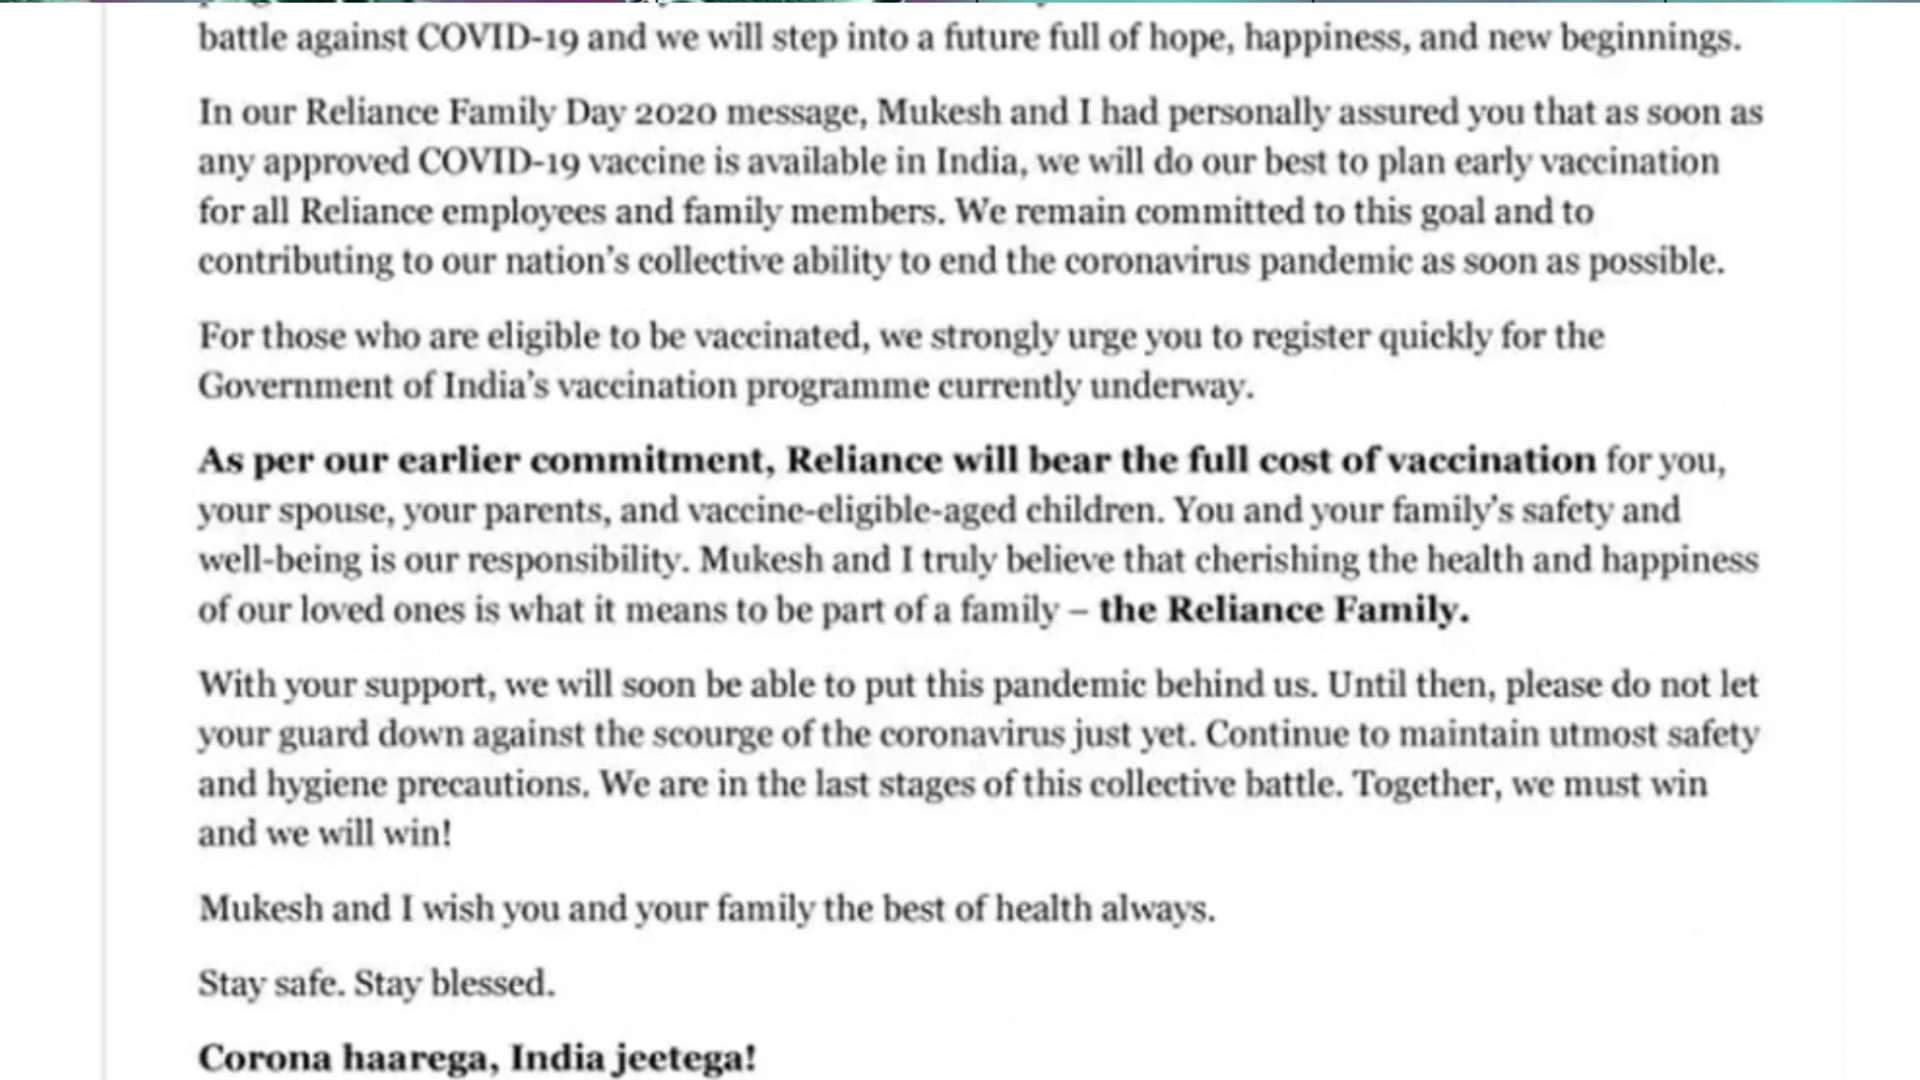 battle against COVID-19 and we will step into a future full of hope, happiness, and new beginnings.
In our Reliance Family Day 2020 message, Mukesh and I had personally assured you that as soon as
any approved COVID-19 vaccine is available in India, we will do our best to plan early vaccination
for all Reliance employees and family members. We remain committed to this goal and to
contributing to our nation's collective ability to end the coronavirus pandemic as soon as possible.
For those who are eligible to be vaccinated, we strongly urge you to register quickly for the
Government of India's vaccination programme currently underway.
As per our earlier commitment, Reliance will bear the full cost of vaccination for you,
your spouse, your parents, and vaccine-eligible-aged children. You and your family's safety and
well-being is our responsibility. Mukesh and I truly believe that cherishing the health and happiness
of our loved ones is what it means to be part of a family – the Reliance Family.
With your support, we will soon be able to put this pandemic behind us. Until then, please do not let
your guard down against the scourge of the coronavirus just yet. Continue to maintain utmost safety
and hygiene precautions. We are in the last stages of this collective battle. Together, we must win
and we will win!
Mukesh and I wish you and your family the best of health always.
Stay safe. Stay blessed.
Corona haarega, India jeetega!